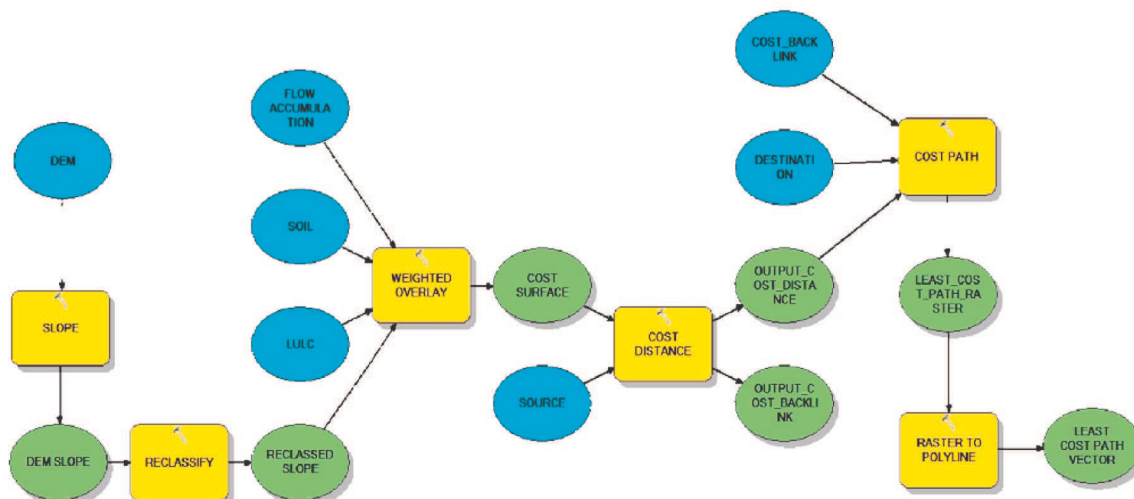 COST_BACK
LINK
FLOW
ACCUMULA
TION
DEM
DESTINATI
ON
COST PATH
SOIL
WEIGHTED
OVERLAY
COST
SURFACE
OUTPUT_C
OST_DISTA
NCE
LEAST_COS
T_PATH_RA
STER
SLOPE
LULC
COST
DISTANCE
SOURCE
OUTPUT_C
OST_BACKLI
NK
DEM SLOPE
RECLASSIFY
RECLASSED
SLOPE
RASTER TO
POLYLINE
LEAST
COST PATH
VECTOR